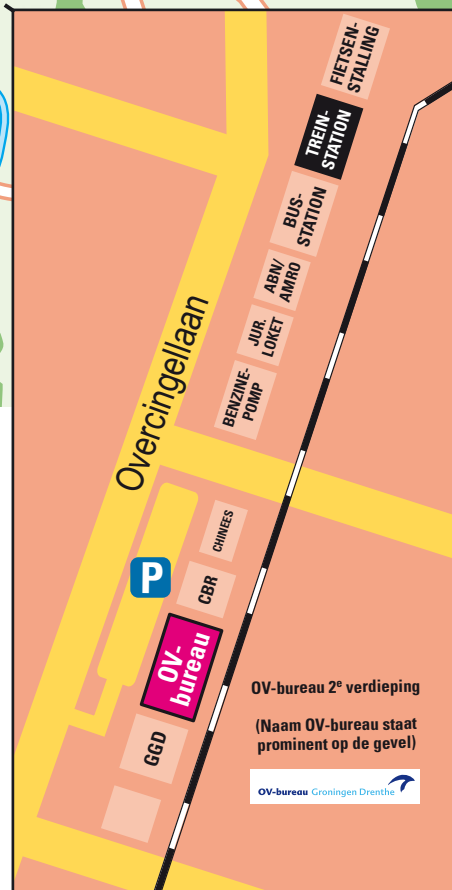 FIETSEN-
STALLING
TREIN-
STATION
BUS-
STATION
ABN/
AMRO
JUR.
LOKET
BENZINE-
POMP
Overcingellaan
CHINEES
P
CBR
OV-
bureau
GGD
OV-bureau 2e verdieping
(Naam OV-bureau staat
prominent op de gevel)
OV-bureau Groningen Drenthe